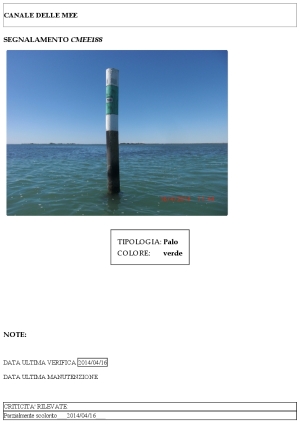 CANALE DELLE MEE
SEGNALAMENTO CMEE188
TIPOLOGIA: Palo
COLORE: verde
NOTE:
DATA ULTIMA VERIFICA 2014/04/16
DATA ULTIMA MANUTENZIONE
CRITICITA' RILEVATE
Parzialmente scolorito 2014/04/16